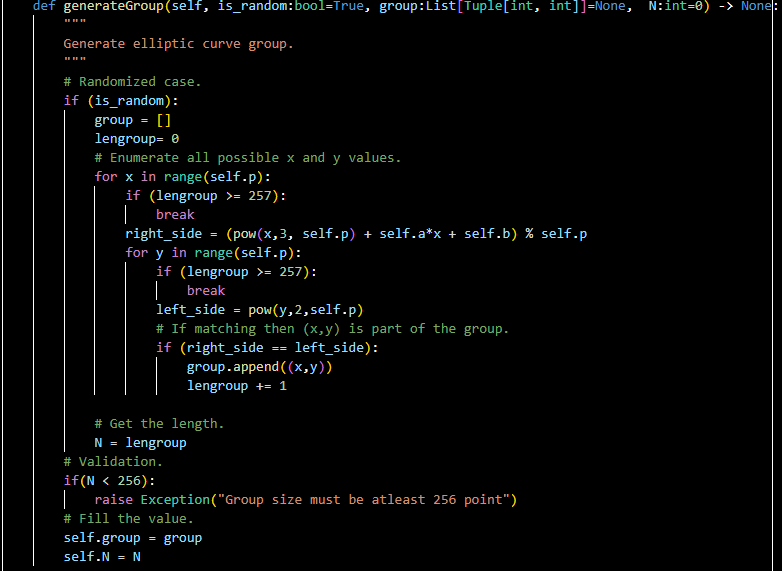 def generateGroup(self, is_random:bool=True, group:List[Tuple[int, int]]=None,  N:int=0) -> None:
    """
    Generate elliptic curve group.
    """
    # Randomized case.
    if (is_random):
        group = []
        lengroup= 0
        # Enumerate all possible x and y values.
        for x in range(self.p):
            if (lengroup >= 257):
                break
            right_side = (pow(x,3, self.p) + self.a*x + self.b) % self.p
            for y in range(self.p):
                if (lengroup >= 257):
                    break
                left_side = pow(y,2,self.p)
                # If matching then (x,y) is part of the group.
                if (right_side == left_side):
                    group.append((x,y))
                    lengroup += 1

        # Get the length.
        N = lengroup
    # Validation.
    if(N < 256):
        raise Exception("Group size must be atleast 256 point")
    # Fill the value.
    self.group = group
    self.N = N